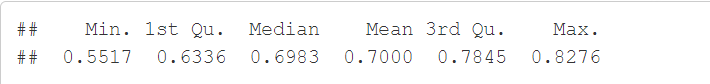 ##    Min. 1st Qu.  Median    Mean 3rd Qu.    Max.
##  0.5517  0.6336  0.6983  0.7000  0.7845  0.8276